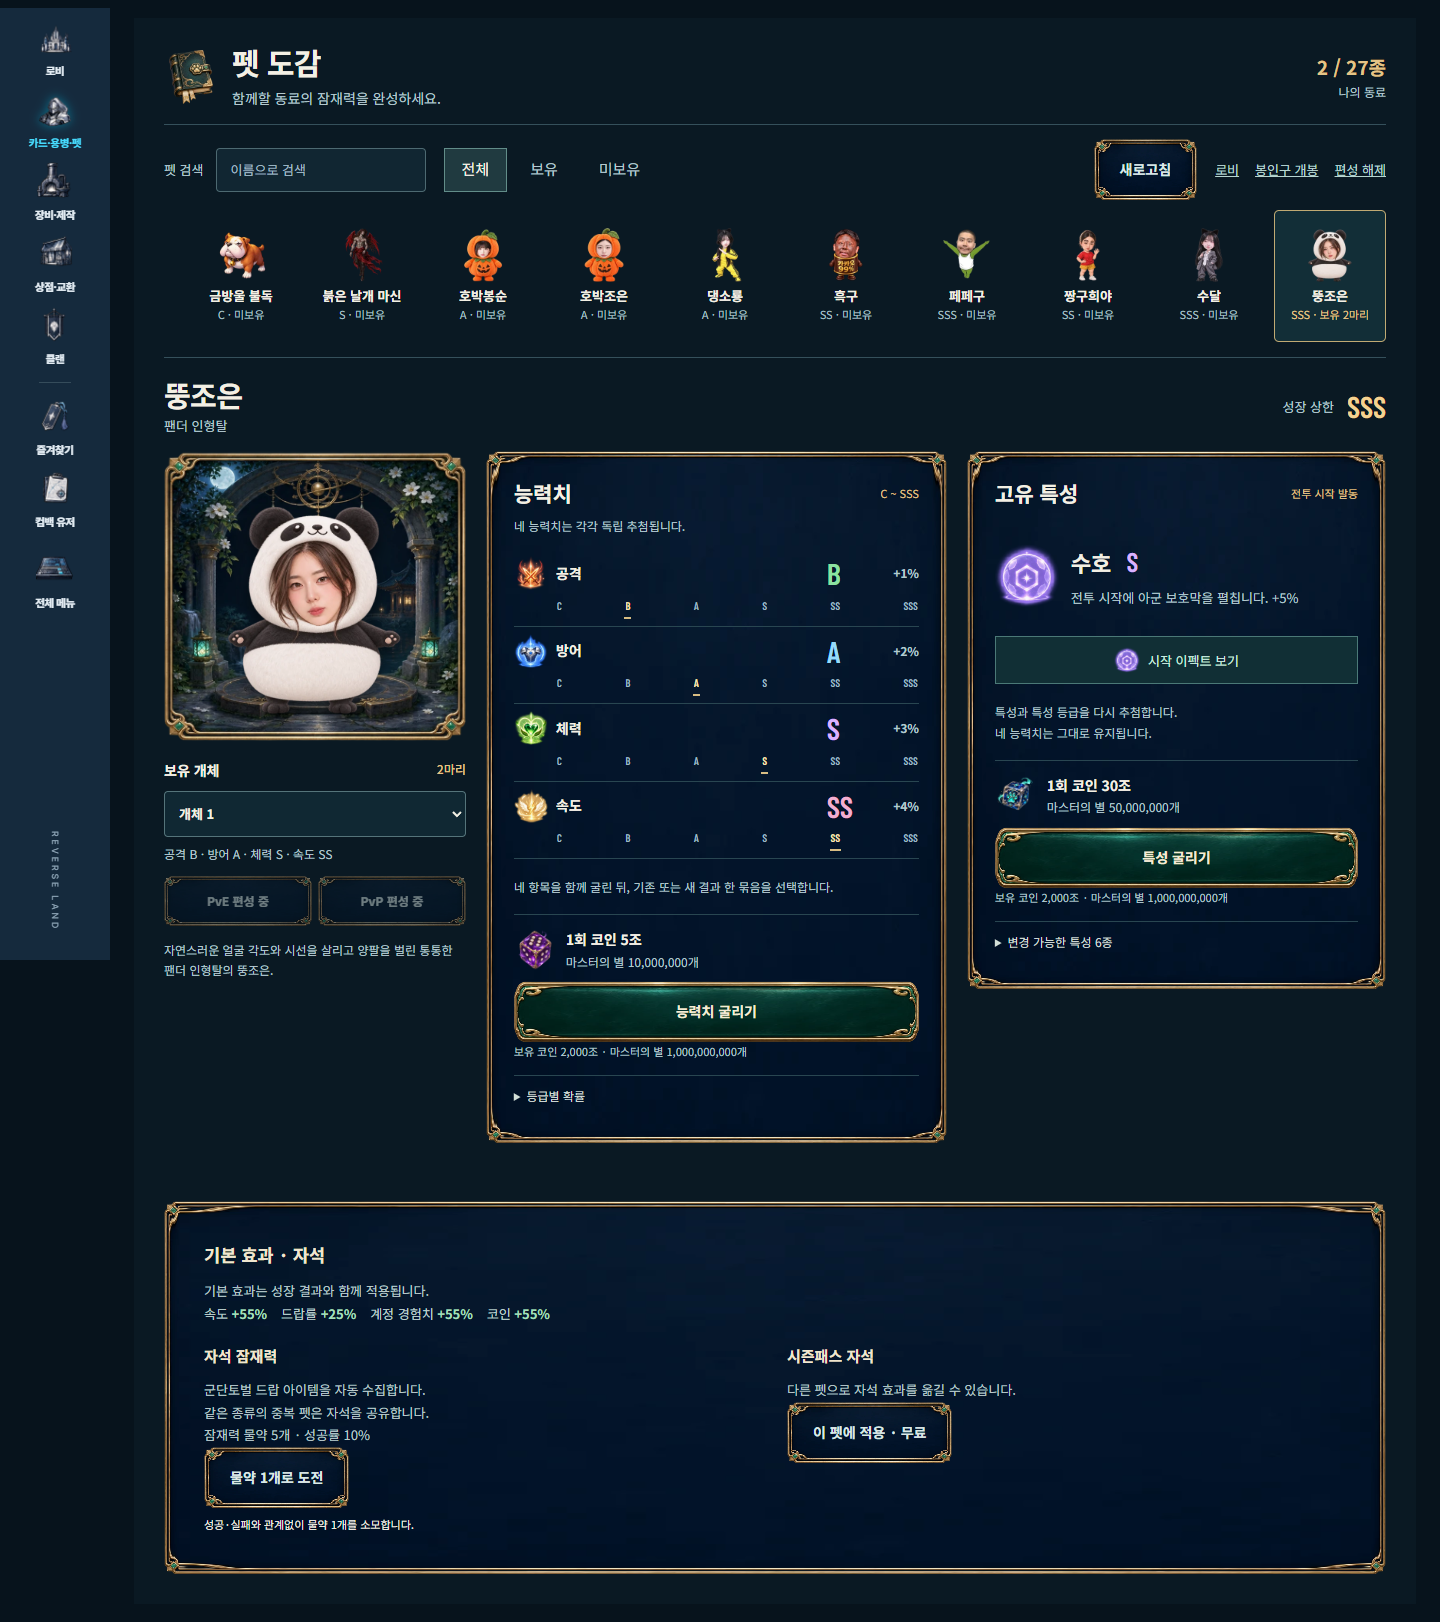 로비
카드·용병·펫
장비·제작
상점·교환
클랜
즐겨찾기
컴백 유저
전체 메뉴
REVERSE LAND
펫 도감
함께할 동료의 잠재력을 완성하세요.
2 / 27종
나의 동료
펫 검색
이름으로 검색
전체
보유
미보유
새로고침
로비
봉인구 개봉
편성 해제
금방울 불독
C · 미보유
붉은 날개 마신
S · 미보유
호박봉순
A · 미보유
호박조은
A · 미보유
댕소룡
A · 미보유
카카오
99%
흑구
SS · 미보유
페페구
SSS · 미보유
짱구희야
SS · 미보유
수달
SSS · 미보유
뚱조은
SSS · 보유 2마리
뚱조은
팬더 인형탈
성장 상한 SSS
보유 개체
2마리
개체 1
공격 B · 방어 A · 체력 S · 속도 SS
PvE 편성 중
PvP 편성 중
자연스러운 얼굴 각도와 시선을 살리고 양팔을 벌린 통통한
팬더 인형탈의 뚱조은.
능력치
C ~ SSS
네 능력치는 각각 독립 추첨됩니다.
공격 B +1%
C B A S SS SSS
방어 A +2%
C B A S SS SSS
체력 S +3%
C B A S SS SSS
속도 SS +4%
C B A S SS SSS
네 항목을 함께 굴린 뒤, 기존 또는 새 결과 한 묶음을 선택합니다.
1회 코인 5조
마스터의 별 10,000,000개
능력치 굴리기
보유 코인 2,000조 · 마스터의 별 1,000,000,000개
▶ 등급별 확률
고유 특성
전투 시작 발동
수호 S
전투 시작에 아군 보호막을 펼칩니다. +5%
시작 이펙트 보기
특성과 특성 등급을 다시 추첨합니다.
네 능력치는 그대로 유지됩니다.
1회 코인 30조
마스터의 별 50,000,000개
특성 굴리기
보유 코인 2,000조 · 마스터의 별 1,000,000,000개
▶ 변경 가능한 특성 6종
기본 효과 · 자석
기본 효과는 성장 결과와 함께 적용됩니다.
속도 +55% 드랍률 +25% 계정 경험치 +55% 코인 +55%
자석 잠재력
군단토벌 드랍 아이템을 자동 수집합니다.
같은 종류의 중복 펫은 자석을 공유합니다.
잠재력 물약 5개 · 성공률 10%
물약 1개로 도전
성공·실패와 관계없이 물약 1개를 소모합니다.
시즌패스 자석
다른 펫으로 자석 효과를 옮길 수 있습니다.
이 펫에 적용 · 무료